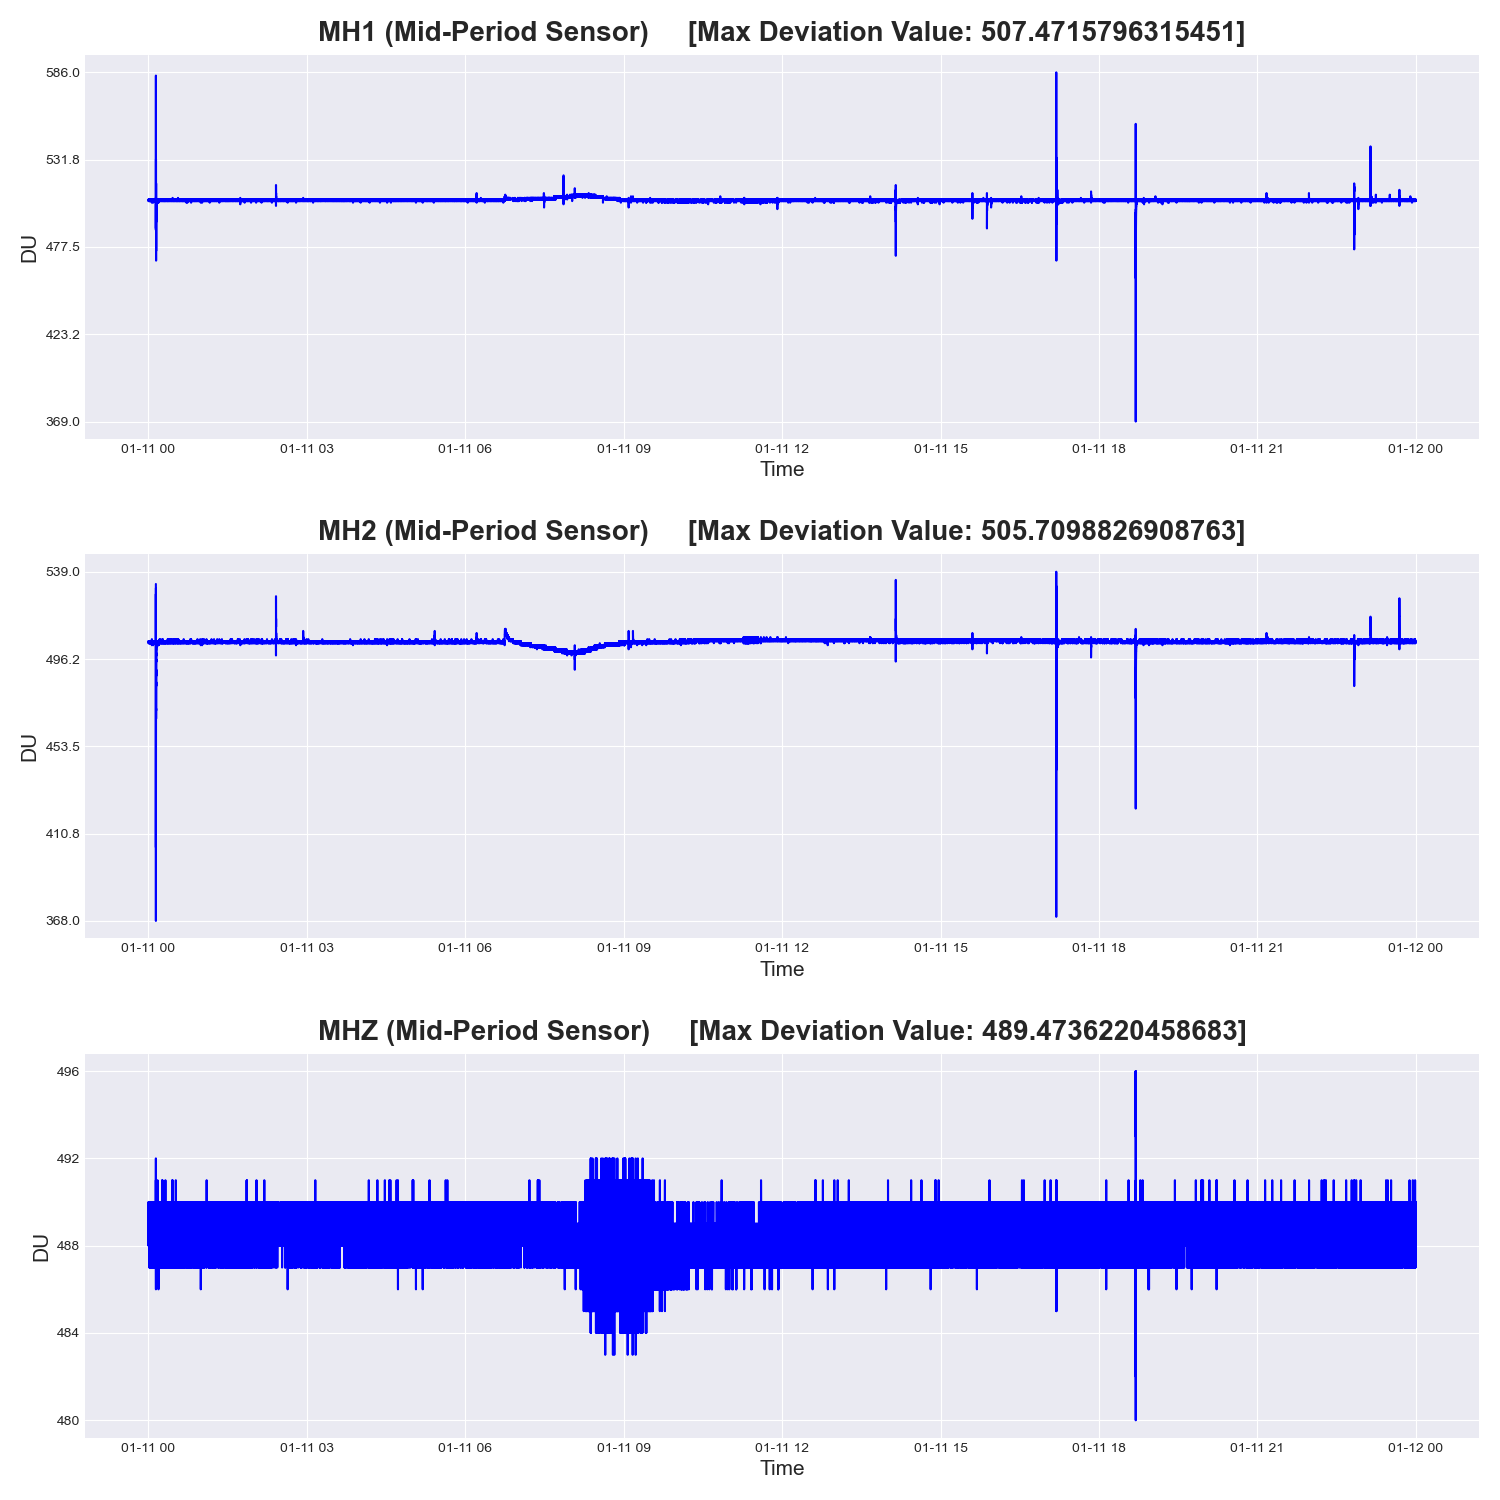 MH1 (Mid-Period Sensor) [Max Deviation Value: 507.4715796315451]
586.0
531.8
477.5
423.2
369.0
DU
01-11 00 01-11 03 01-11 06 01-11 09 01-11 12 01-11 15 01-11 18 01-11 21 01-12 00
Time
MH2 (Mid-Period Sensor) [Max Deviation Value: 505.7098826908763]
539.0
496.2
453.5
410.8
368.0
DU
01-11 00 01-11 03 01-11 06 01-11 09 01-11 12 01-11 15 01-11 18 01-11 21 01-12 00
Time
MHZ (Mid-Period Sensor) [Max Deviation Value: 489.4736220458683]
496
492
488
484
480
DU
01-11 00 01-11 03 01-11 06 01-11 09 01-11 12 01-11 15 01-11 18 01-11 21 01-12 00
Time